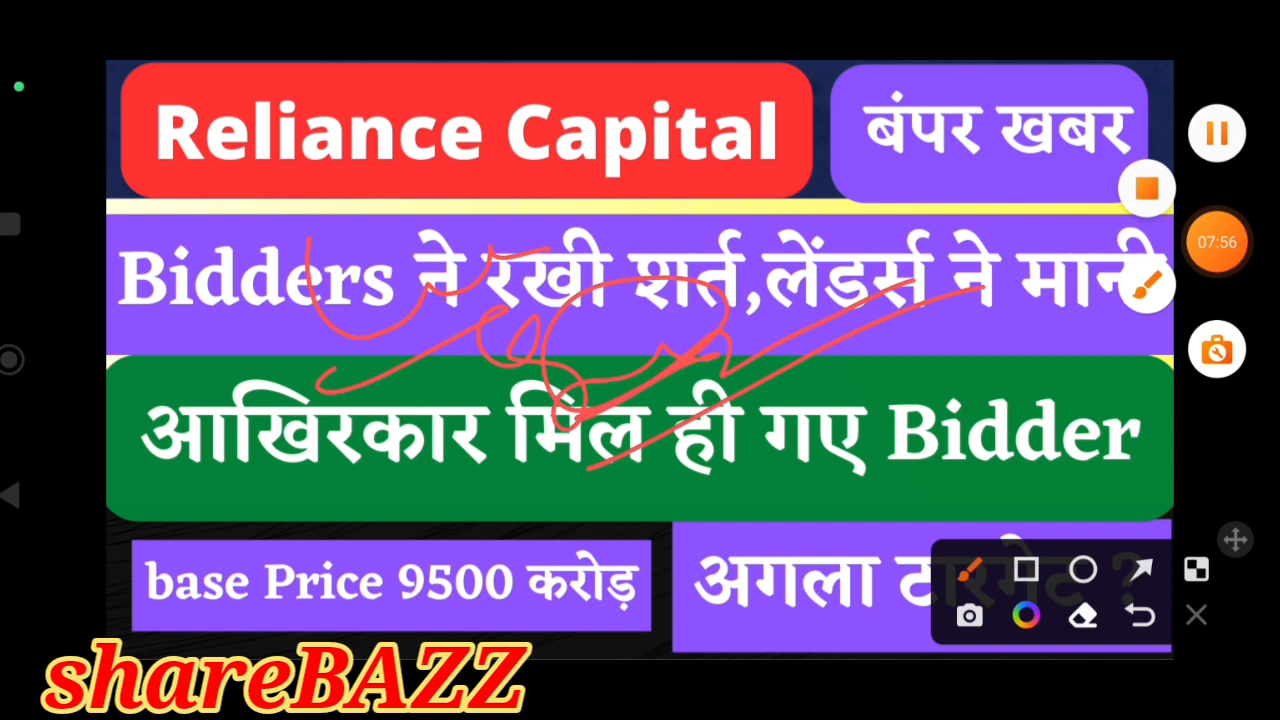 Reliance Capital बंपर खबर
07:56
Bidders ने रखी शर्त,लेंडर्स ने मानी
आखिरकार मिल ही गए Bidder
base Price 9500 करोड़ अगला टारगेट ?
shareBAZZ